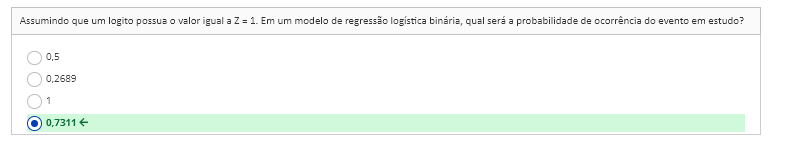 Assumindo que um logito possua o valor igual a Z = 1. Em um modelo de regressão logística binária, qual será a probabilidade de ocorrência do evento em estudo?
0,5
0,2689
1
0,7311 ←